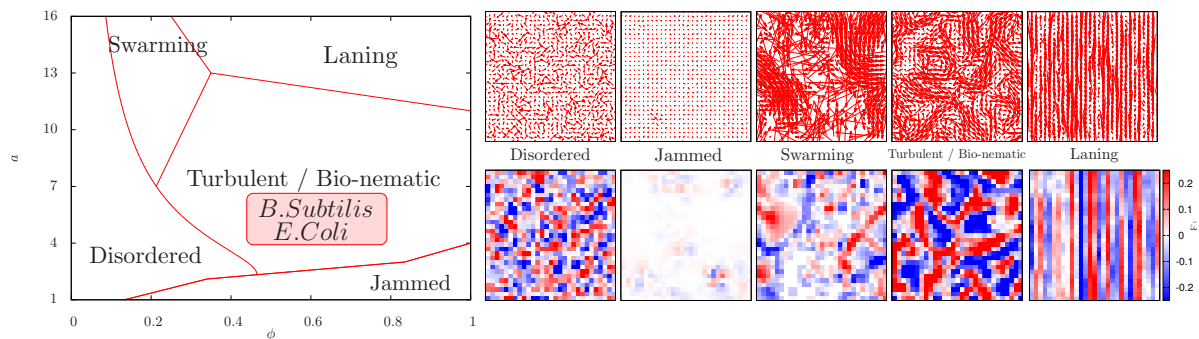 16
13
10
7
4
1
a
0
0.2
0.4
0.6
0.8
1
ϕ
Swarming
Laning
Turbulent / Bio-nematic
B.Subtilis
E.Coli
Disordered
Jammed
Disordered
Jammed
Swarming
Turbulent / Bio-nematic
Laning
0.2
0.1
0
-0.1
-0.2